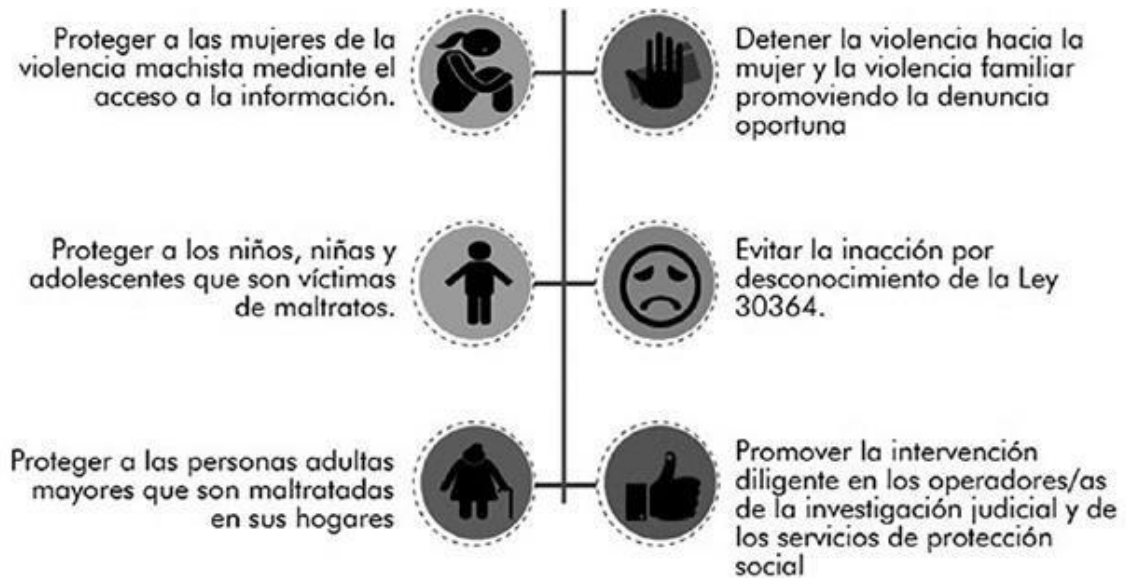 Proteger a las mujeres de la
violencia machista mediante el
acceso a la información.
Detener la violencia hacia la
mujer y la violencia familiar
promoviendo la denuncia
oportuna
Proteger a los niños, niñas y
adolescentes que son víctimas
de maltratos.
Evitar la inacción por
desconocimiento de la Ley
30364.
Proteger a las personas adultas
mayores que son maltratadas
en sus hogares
Promover la intervención
diligente en los operadores/as
de la investigación judicial y de
los servicios de protección
social